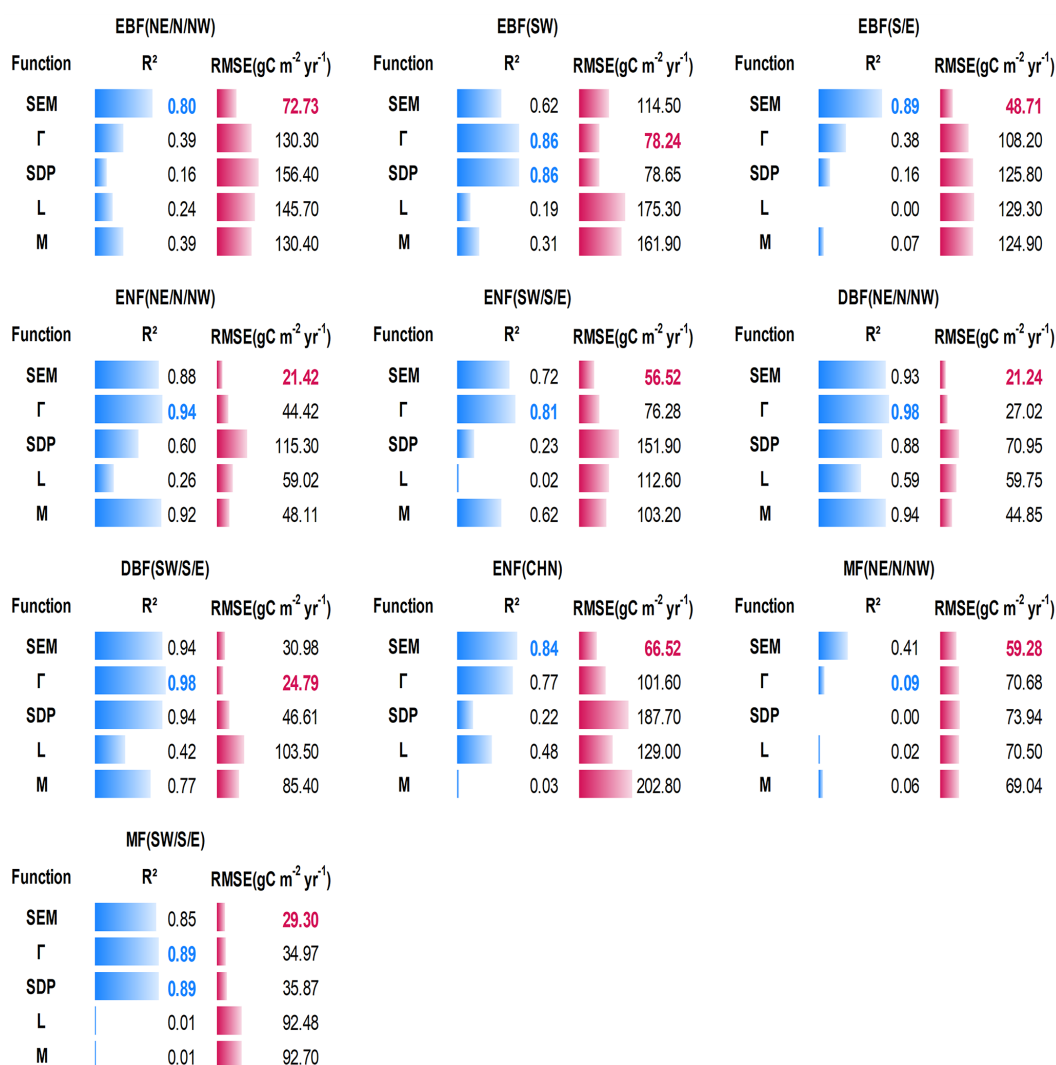 EBF(NE/N/NW)
Function R² RMSE(gC m⁻² yr⁻¹)
SEM 0.80 72.73
Γ 0.39 130.30
SDP 0.16 156.40
L 0.24 145.70
M 0.39 130.40
EBF(SW)
Function R² RMSE(gC m⁻² yr⁻¹)
SEM 0.62 114.50
Γ 0.86 78.24
SDP 0.86 78.65
L 0.19 175.30
M 0.31 161.90
EBF(S/E)
Function R² RMSE(gC m⁻² yr⁻¹)
SEM 0.89 48.71
Γ 0.38 108.20
SDP 0.16 125.80
L 0.00 129.30
M 0.07 124.90
ENF(NE/N/NW)
Function R² RMSE(gC m⁻² yr⁻¹)
SEM 0.88 21.42
Γ 0.94 44.42
SDP 0.60 115.30
L 0.26 59.02
M 0.92 48.11
ENF(SW/S/E)
Function R² RMSE(gC m⁻² yr⁻¹)
SEM 0.72 56.52
Γ 0.81 76.28
SDP 0.23 151.90
L 0.02 112.60
M 0.62 103.20
DBF(NE/N/NW)
Function R² RMSE(gC m⁻² yr⁻¹)
SEM 0.93 21.24
Γ 0.98 27.02
SDP 0.88 70.95
L 0.59 59.75
M 0.94 44.85
DBF(SW/S/E)
Function R² RMSE(gC m⁻² yr⁻¹)
SEM 0.94 30.98
Γ 0.98 24.79
SDP 0.94 46.61
L 0.42 103.50
M 0.77 85.40
ENF(CHN)
Function R² RMSE(gC m⁻² yr⁻¹)
SEM 0.84 66.52
Γ 0.77 101.60
SDP 0.22 187.70
L 0.48 129.00
M 0.03 202.80
MF(NE/N/NW)
Function R² RMSE(gC m⁻² yr⁻¹)
SEM 0.41 59.28
Γ 0.09 70.68
SDP 0.00 73.94
L 0.02 70.50
M 0.06 69.04
MF(SW/S/E)
Function R² RMSE(gC m⁻² yr⁻¹)
SEM 0.85 29.30
Γ 0.89 34.97
SDP 0.89 35.87
L 0.01 92.48
M 0.01 92.70